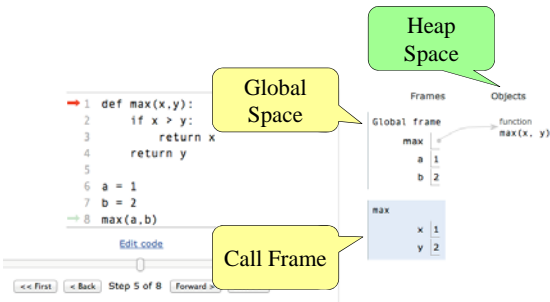 Heap
Space
Global
Space
Frames Objects
1 def max(x,y):
2 if x > y:
3 return x
4 return y
6 a = 1
7 b = 2
8 max(a,b)
Global frame
max
a 1
b 2
function
max(x, y)
max
x 1
y 2
Edit code
Call Frame
<< First < Back Step 5 of 8 Forward >